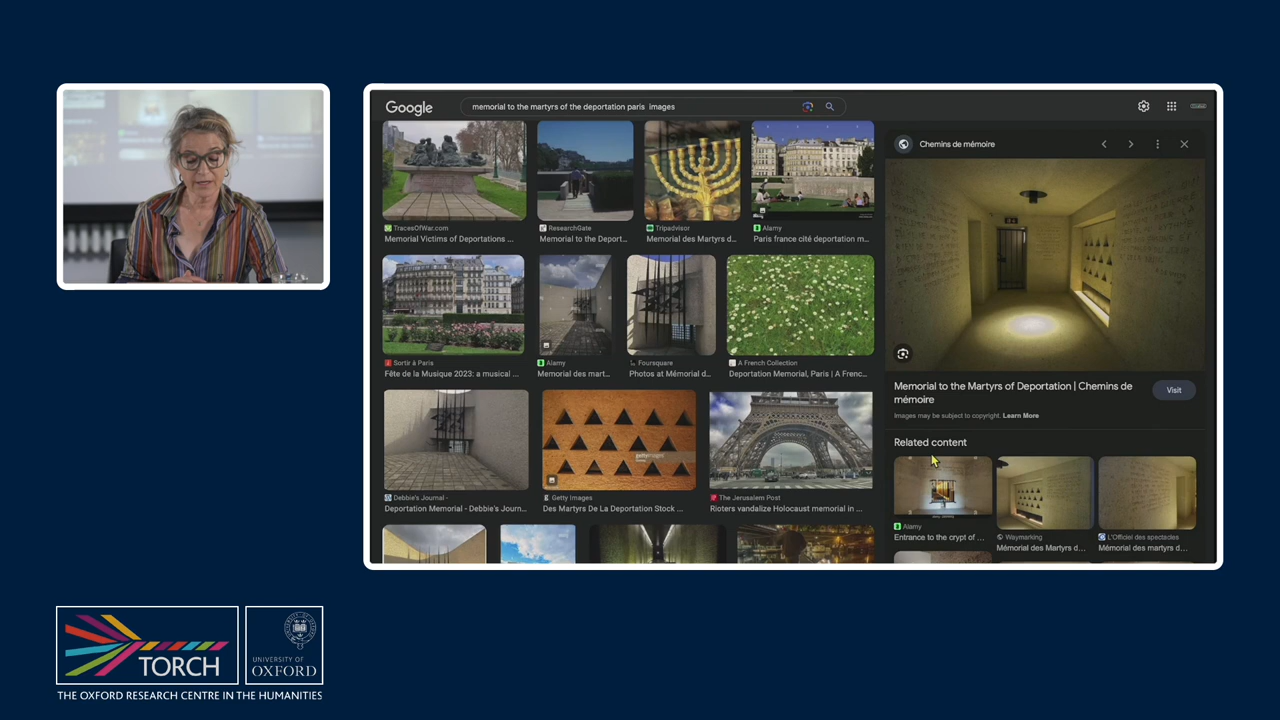 Google
memorial to the martyrs of the deportation paris images
TracesOfWar.com
Memorial Victims of Deportations ...
ResearchGate
Memorial to the Deport...
Tripadvisor
Memorial des Martyrs d...
Alamy
Paris france cité deportation m...
Sortir à Paris
Fête de la Musique 2023: a musical ...
Alamy
Memorial des mart...
Foursquare
Photos at Mémorial d...
A French Collection
Deportation Memorial, Paris | A Frenc...
gettyimages
Debbie's Journal -
Deportation Memorial - Debbie's Journ...
Getty Images
Des Martyrs De La Deportation Stock ...
The Jerusalem Post
Rioters vandalize Holocaust memorial in ...
Chemins de mémoire
Memorial to the Martyrs of Deportation | Chemins de
mémoire
Visit
Images may be subject to copyright. Learn More
Related content
Alamy
Entrance to the crypt of ...
Waymarking
Mémorial des Martyrs d...
L'Officiel des spectacles
Mémorial des martyrs d...
TORCH
UNIVERSITY OF
OXFORD
THE OXFORD RESEARCH CENTRE IN THE HUMANITIES